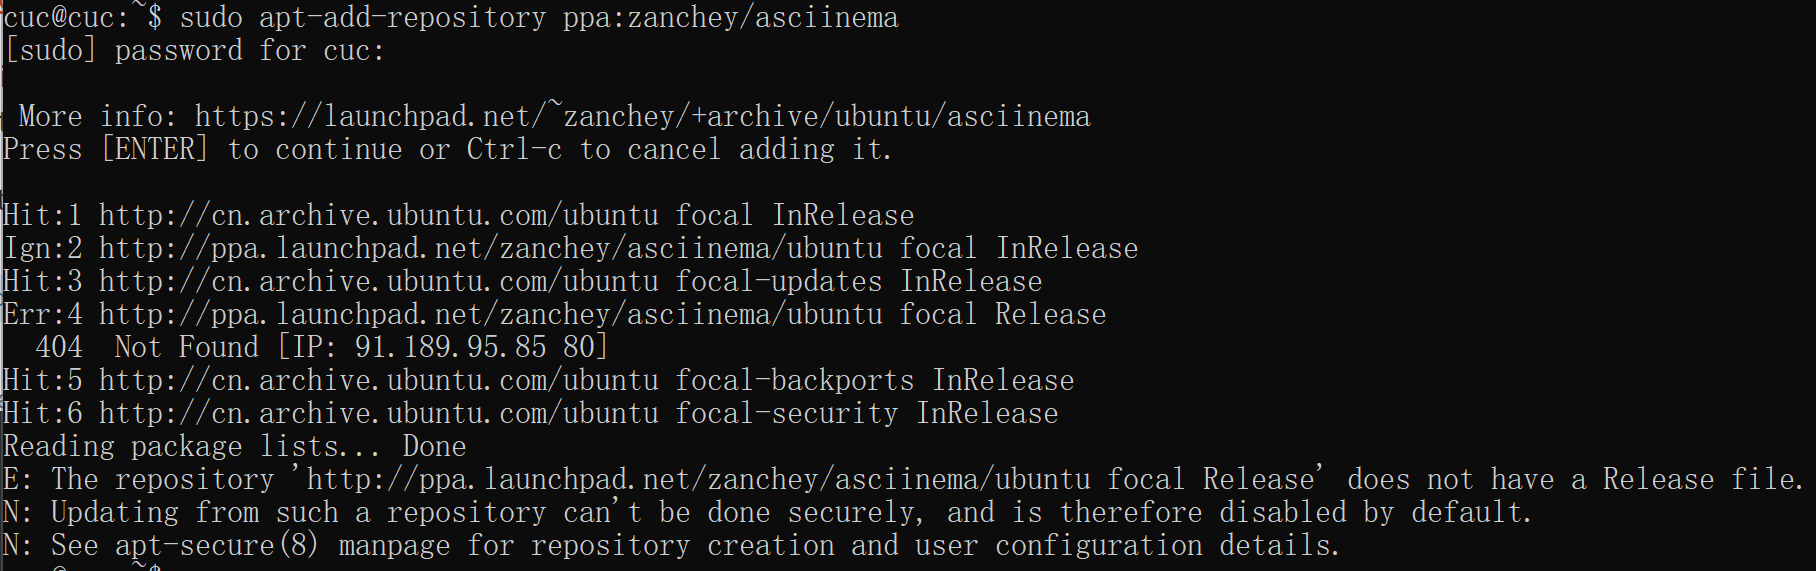 cuc@cuc:~$ sudo apt-add-repository ppa:zanchey/asciinema
[sudo] password for cuc:
More info: https://launchpad.net/~zanchey/+archive/ubuntu/asciinema
Press [ENTER] to continue or Ctrl-c to cancel adding it.
Hit:1 http://cn.archive.ubuntu.com/ubuntu focal InRelease
Ign:2 http://ppa.launchpad.net/zanchey/asciinema/ubuntu focal InRelease
Hit:3 http://cn.archive.ubuntu.com/ubuntu focal-updates InRelease
Err:4 http://ppa.launchpad.net/zanchey/asciinema/ubuntu focal Release
404  Not Found [IP: 91.189.95.85 80]
Hit:5 http://cn.archive.ubuntu.com/ubuntu focal-backports InRelease
Hit:6 http://cn.archive.ubuntu.com/ubuntu focal-security InRelease
Reading package lists... Done
E: The repository 'http://ppa.launchpad.net/zanchey/asciinema/ubuntu focal Release' does not have a Release file.
N: Updating from such a repository can't be done securely, and is therefore disabled by default.
N: See apt-secure(8) manpage for repository creation and user configuration details.